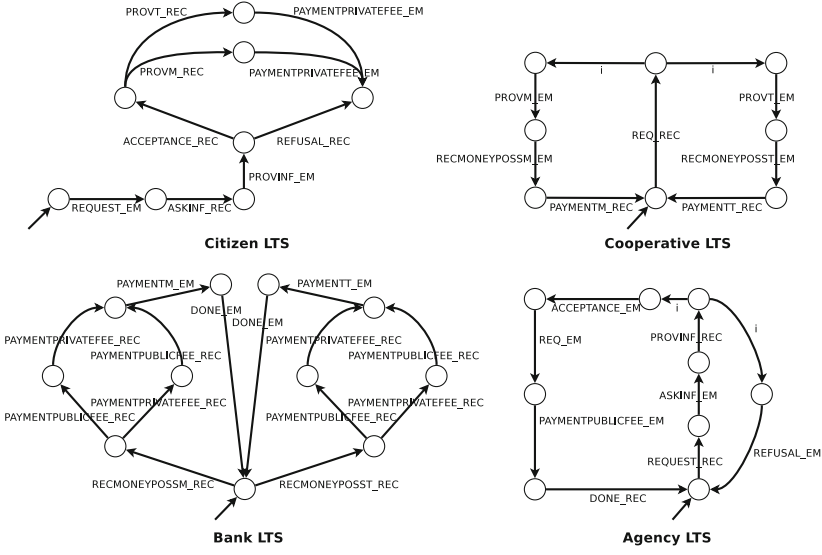 PROVT_REC
PAYMENTPRIVATEFEE_EM
PROVM_REC
PAYMENTPRIVATEFEE_EM
ACCEPTANCE_REC
REFUSAL_REC
PROVINF_EM
REQUEST_EM
ASKINF_REC
Citizen LTS
i
i
PROVM_EM
PROVT_EM
REQ_REC
RECMONEYPOSSM_EM
RECMONEYPOSST_EM
PAYMENTM_REC
PAYMENTT_REC
Cooperative LTS
PAYMENTM_EM
PAYMENTT_EM
DONE_EM
DONE_EM
PAYMENTPRIVATEFEE_REC
PAYMENTPUBLICFEE_REC
PAYMENTPRIVATEFEE_REC
PAYMENTPUBLICFEE_REC
PAYMENTPUBLICFEE_REC
PAYMENTPRIVATEFEE_REC
PAYMENTPUBLICFEE_REC
PAYMENTPRIVATEFEE_REC
RECMONEYPOSSM_REC
RECMONEYPOSST_REC
Bank LTS
ACCEPTANCE_EM
i
i
REQ_EM
PROVINF_REC
ASKINF_EM
PAYMENTPUBLICFEE_EM
REQUEST_REC
REFUSAL_EM
DONE_REC
Agency LTS